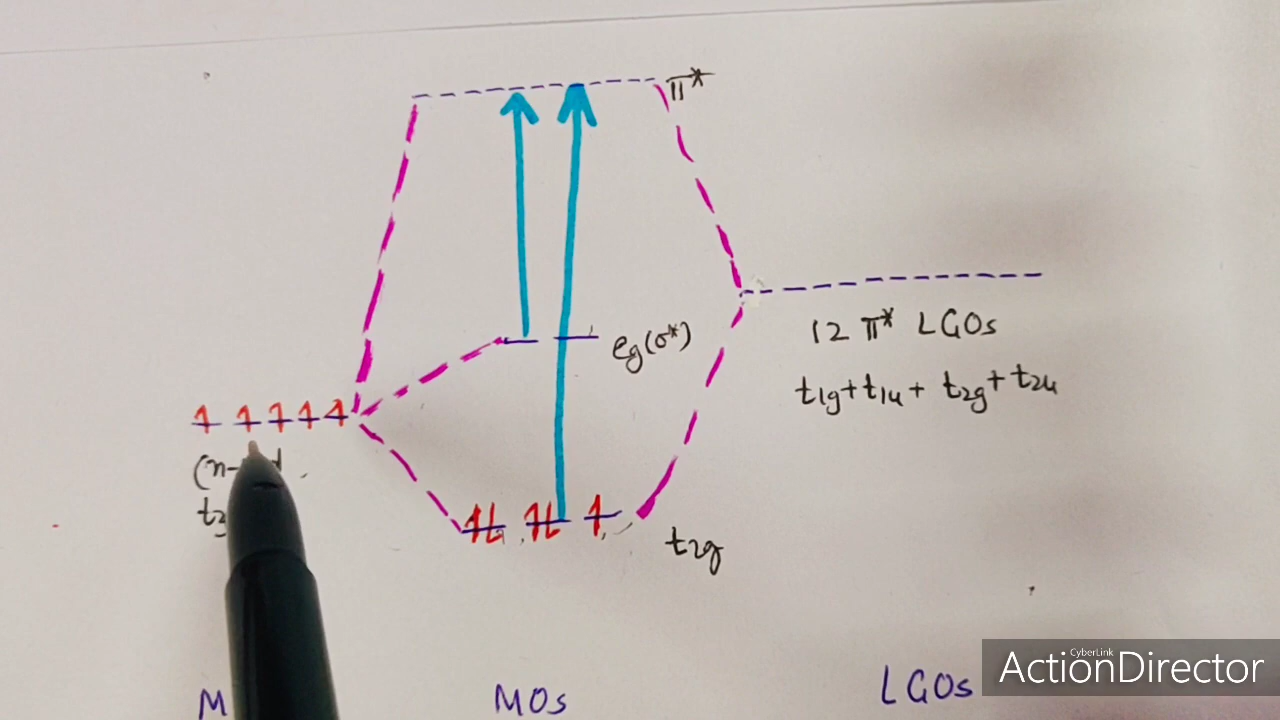 π*
eg(σ*)
12 π* LGOs
t1g+t1u+ t2g+t2u
t2g
MOs
LGOs
CyberLink
ActionDirector